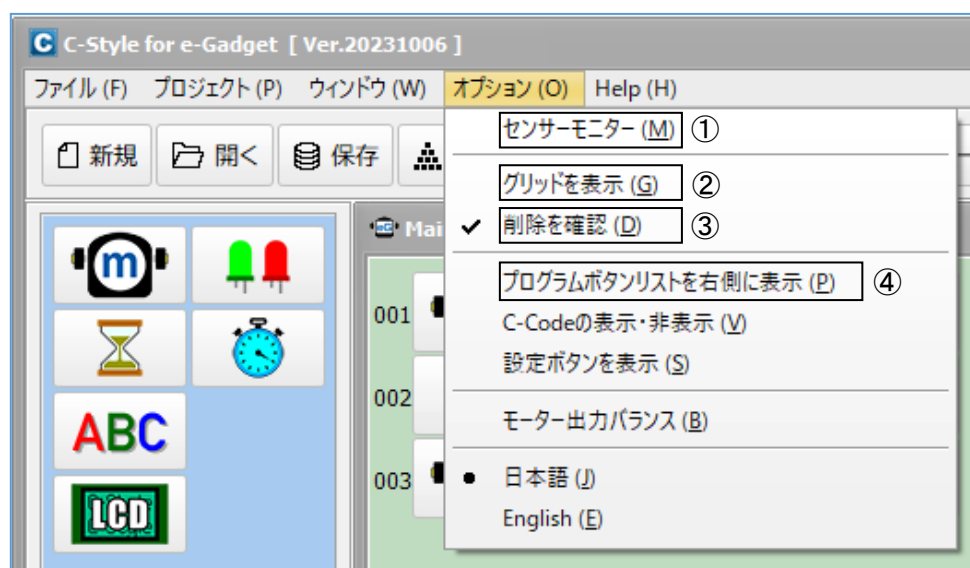 C C-Style for e-Gadget [ Ver.20231006 ]
ファイル (F) プロジェクト (P) ウィンドウ (W) オプション (O) Help (H)
新規 開く 保存
センサーモニター (M) ①
グリッドを表示 (G) ②
削除を確認 (D) ③
プログラムボタンリストを右側に表示 (P) ④
C-Codeの表示・非表示 (V)
設定ボタンを表示 (S)
モーター出力バランス (B)
日本語 (J)
English (E)
m
ABC
LCD
Mai
001
002
003